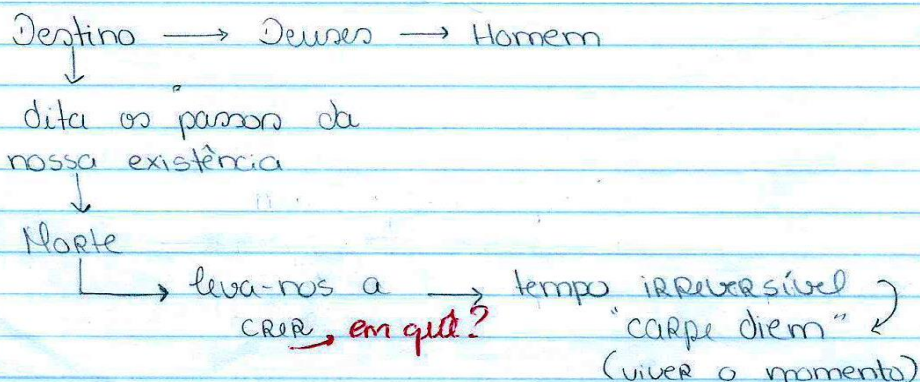 Destino → Deuses → Homem
↓
dita os passos da
nossa existência
↓
Morte
↳ leva-nos a → tempo irreversível
crer → em quê? "carpe diem"
(viver o momento)